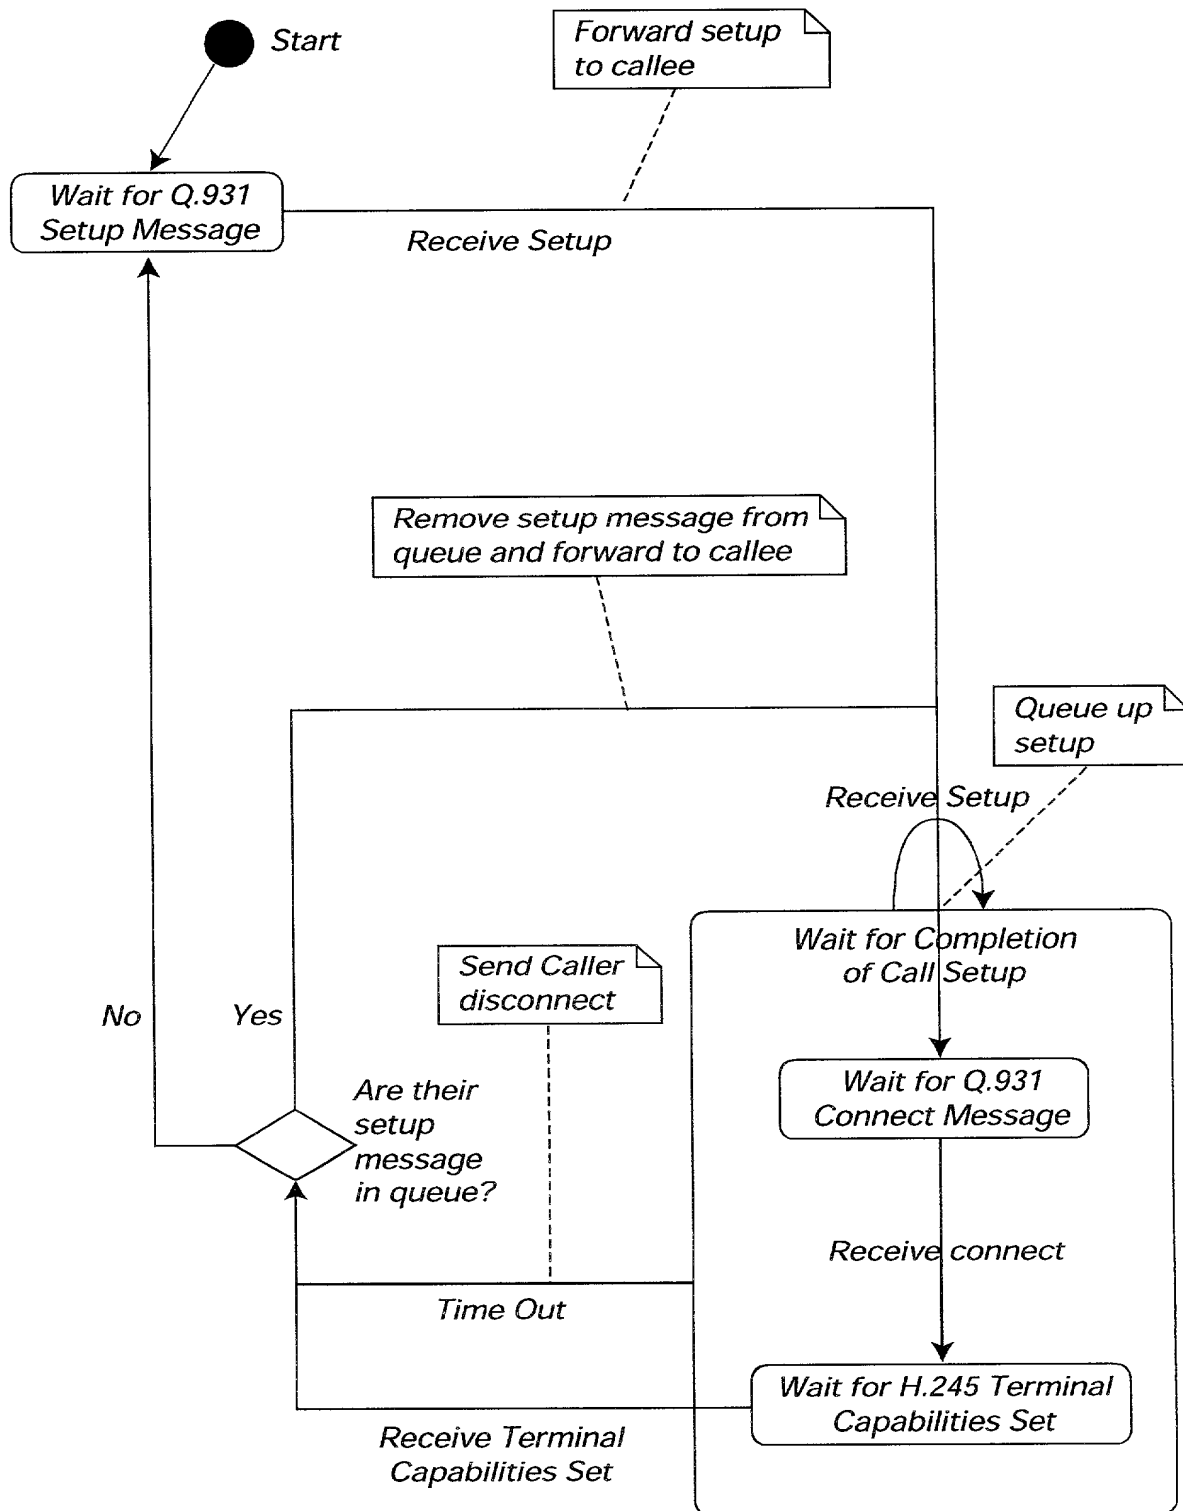 Start
Forward setup
to callee
Wait for Q.931
Setup Message
Receive Setup
Remove setup message from
queue and forward to callee
Queue up
setup
Receive Setup
Wait for Completion
of Call Setup
Send Caller
disconnect
No
Yes
Wait for Q.931
Connect Message
Are their
setup
message
in queue?
Receive connect
Time Out
Wait for H.245 Terminal
Capabilities Set
Receive Terminal
Capabilities Set